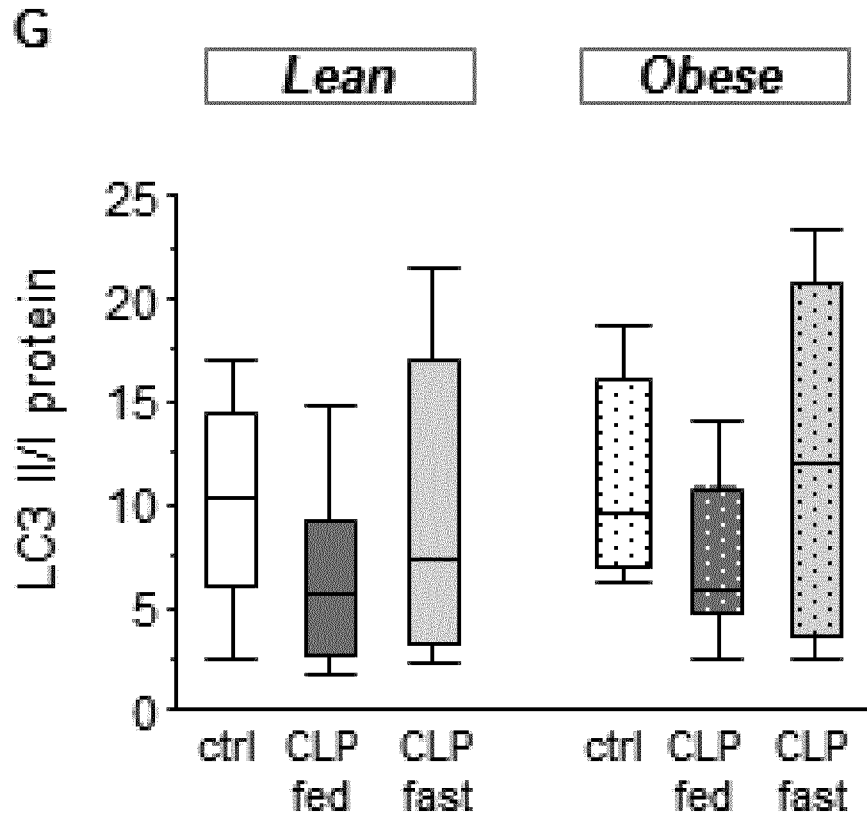 G
Lean Obese
LC3 II/I protein
25
20
15
10
5
0
ctrl CLP fed CLP fast ctrl CLP fed CLP fast